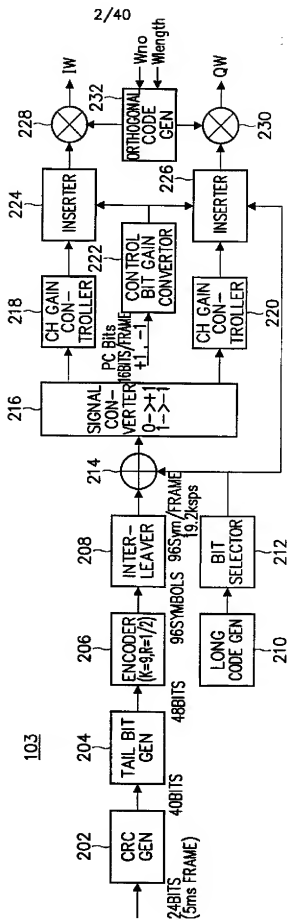 2/40
103
24BITS
(5ms FRAME)
202
CRC
GEN
40BITS
204
TAIL BIT
GEN
48BITS
206
ENCODER
(K=9,R=1/2)
96SYMBOLS
208
INTER-
LEAVER
96Sym/FRAME
19.2ksps
210
LONG
CODE GEN
212
BIT
SELECTOR
214
216
SIGNAL CON-
VERTER
0->+1
1->-1
PC Bits
16BITS/FRAME
+1, -1
218
CH GAIN
CON-
TROLLER
220
CH GAIN
CON-
TROLLER
222
CONTROL
BIT GAIN
CONVERTOR
224
INSERTER
226
INSERTER
228
IW
230
QW
232
ORTHOGONAL
CODE
GEN
Wno
Wlength